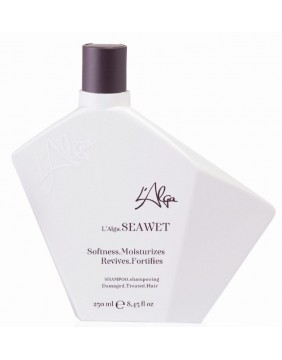 L'Alga
L'Alga.SEAWET
Softness.Moisturizes
Revives.Fortifies
SHAMPOO.shampooing
Damaged.Treated.Hair
250 ml e 8,45 fl oz